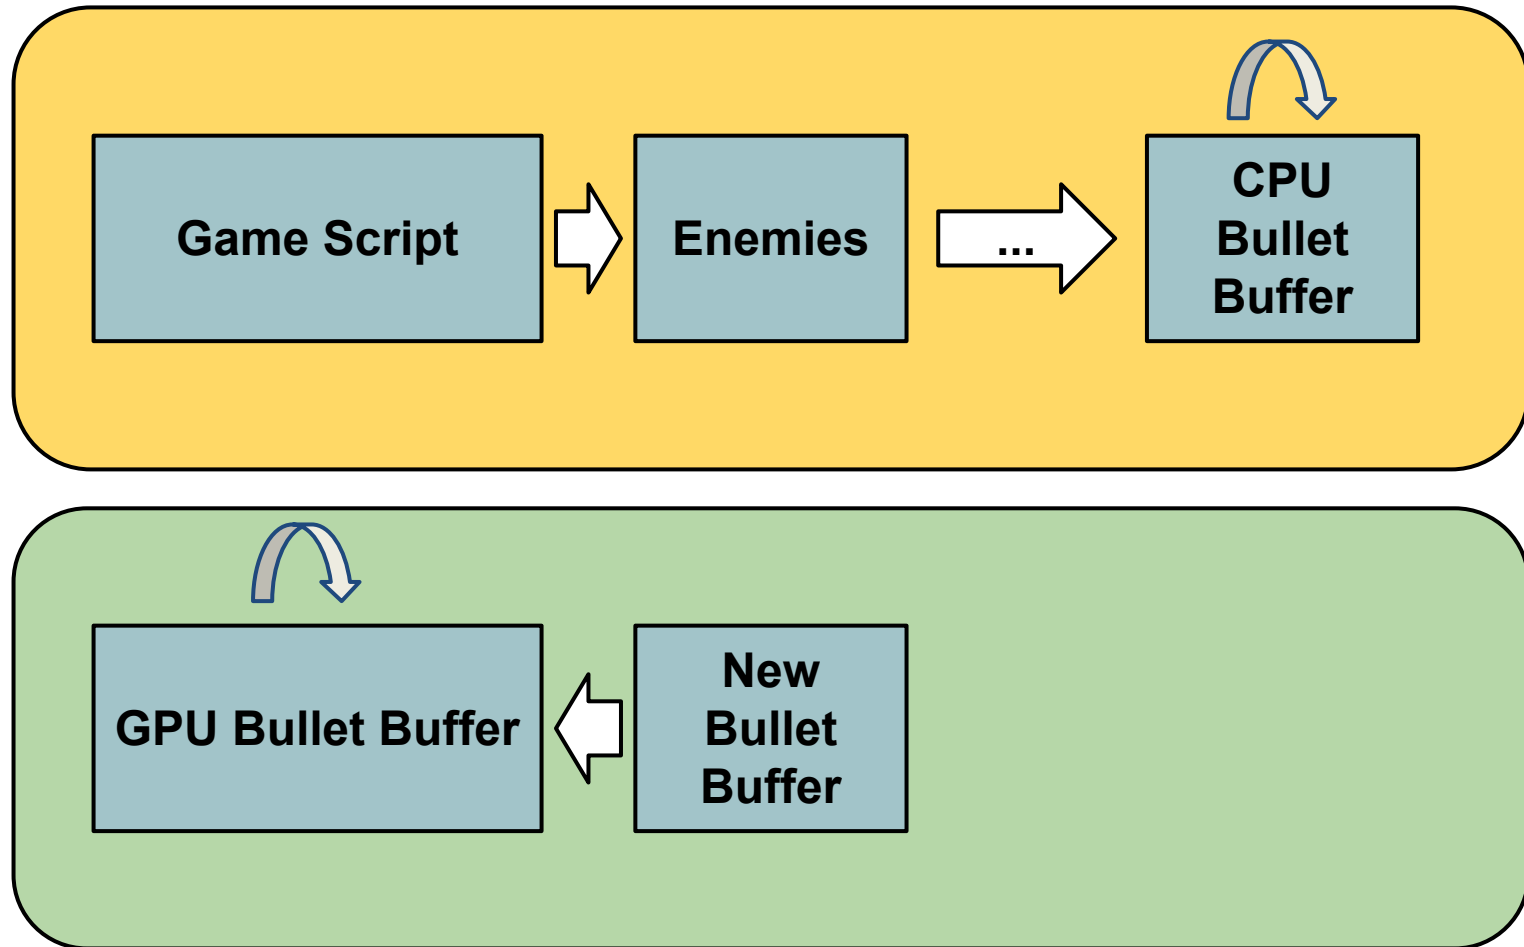 Game Script
Enemies
...
CPU
Bullet
Buffer
GPU Bullet Buffer
New
Bullet
Buffer